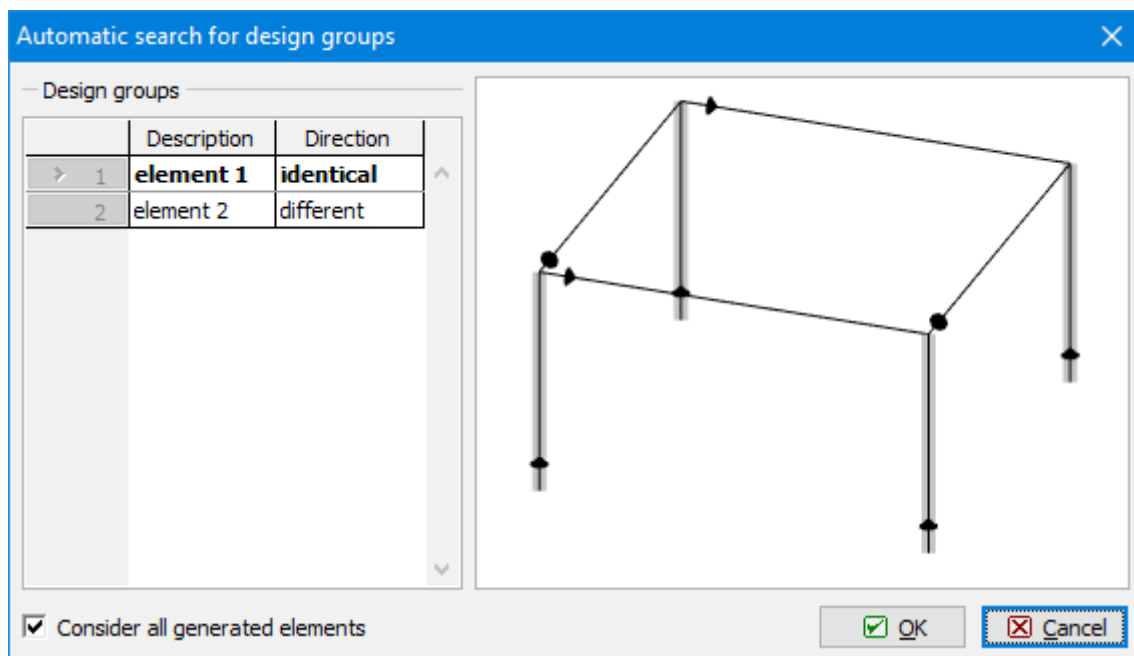 Automatic search for design groups
Design groups
Description Direction
1 element 1 identical
2 element 2 different
Consider all generated elements
OK Cancel